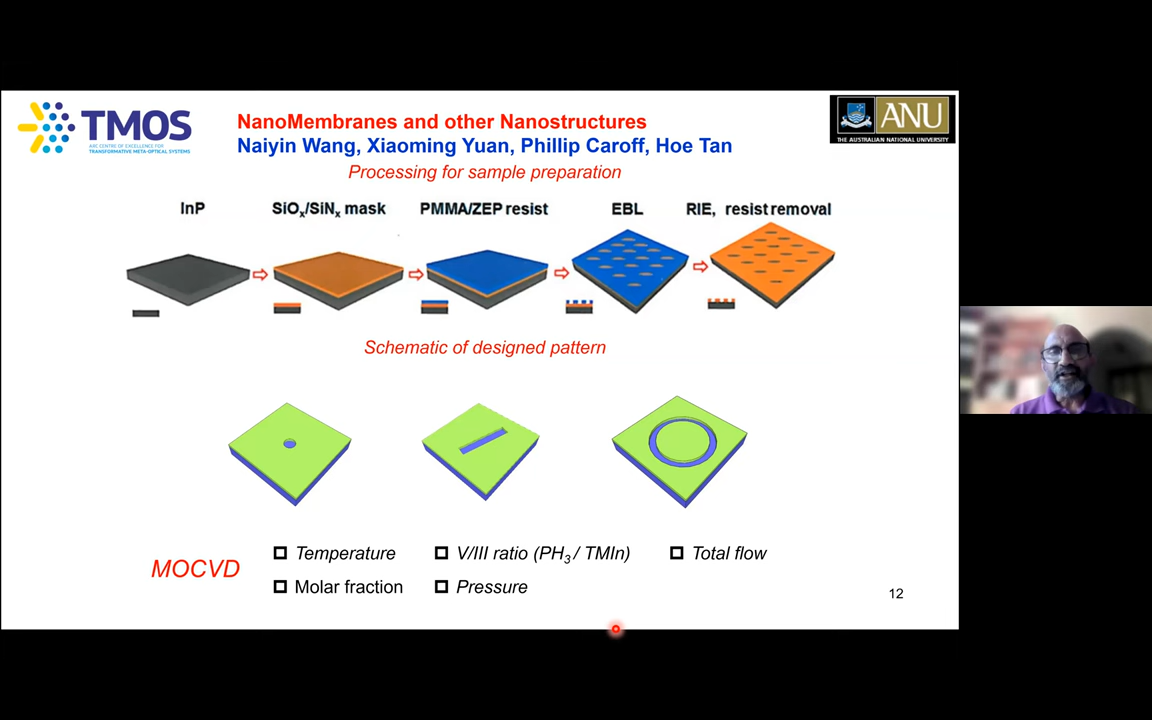 TMOS
ARC CENTRE OF EXCELLENCE FOR
TRANSFORMATIVE META-OPTICAL SYSTEMS
NanoMembranes and other Nanostructures
Naiyin Wang, Xiaoming Yuan, Phillip Caroff, Hoe Tan
ANU
THE AUSTRALIAN NATIONAL UNIVERSITY
Processing for sample preparation
InP
SiOₓ/SiNₓ mask
PMMA/ZEP resist
EBL
RIE, resist removal
Schematic of designed pattern
MOCVD
Temperature
V/III ratio (PH₃ / TMIn)
Total flow
Molar fraction
Pressure
12